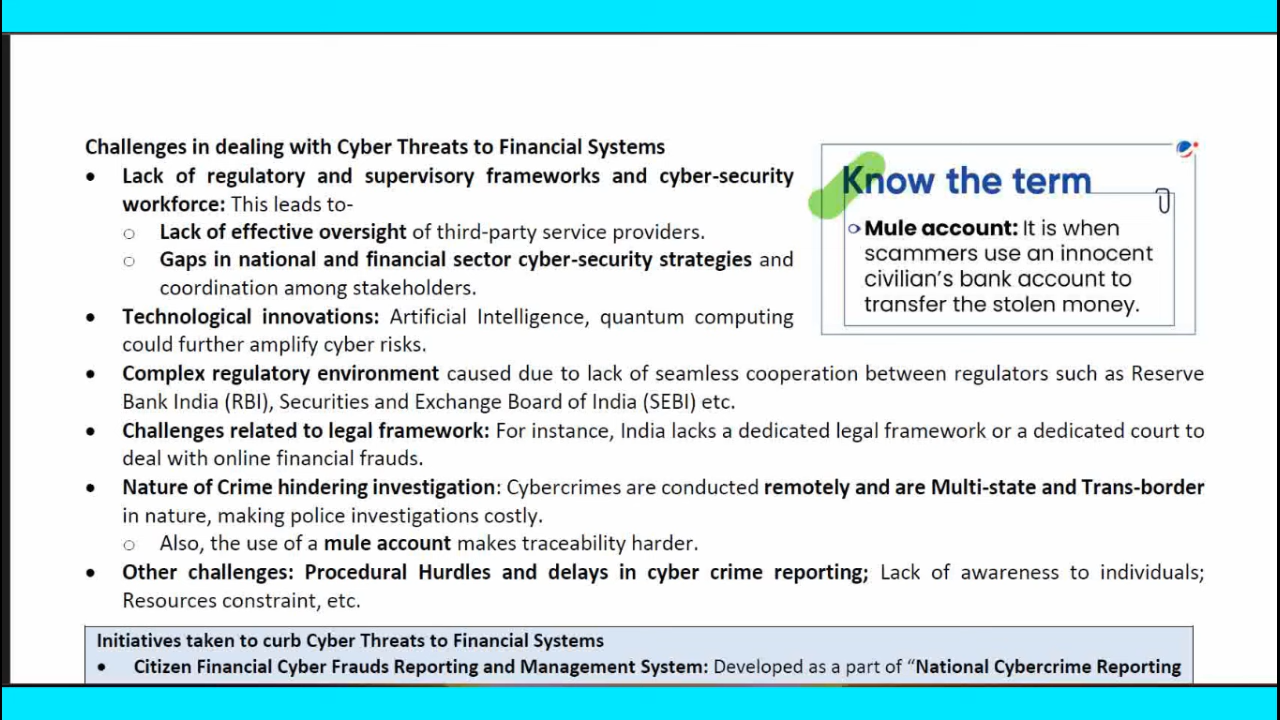 Challenges in dealing with Cyber Threats to Financial Systems
• Lack of regulatory and supervisory frameworks and cyber-security
workforce: This leads to-
○ Lack of effective oversight of third-party service providers.
○ Gaps in national and financial sector cyber-security strategies and
coordination among stakeholders.
• Technological innovations: Artificial Intelligence, quantum computing
could further amplify cyber risks.
Know the term
Mule account: It is when
scammers use an innocent
civilian's bank account to
transfer the stolen money.
• Complex regulatory environment caused due to lack of seamless cooperation between regulators such as Reserve
Bank India (RBI), Securities and Exchange Board of India (SEBI) etc.
• Challenges related to legal framework: For instance, India lacks a dedicated legal framework or a dedicated court to
deal with online financial frauds.
• Nature of Crime hindering investigation: Cybercrimes are conducted remotely and are Multi-state and Trans-border
in nature, making police investigations costly.
○ Also, the use of a mule account makes traceability harder.
• Other challenges: Procedural Hurdles and delays in cyber crime reporting; Lack of awareness to individuals;
Resources constraint, etc.
Initiatives taken to curb Cyber Threats to Financial Systems
• Citizen Financial Cyber Frauds Reporting and Management System: Developed as a part of "National Cybercrime Reporting